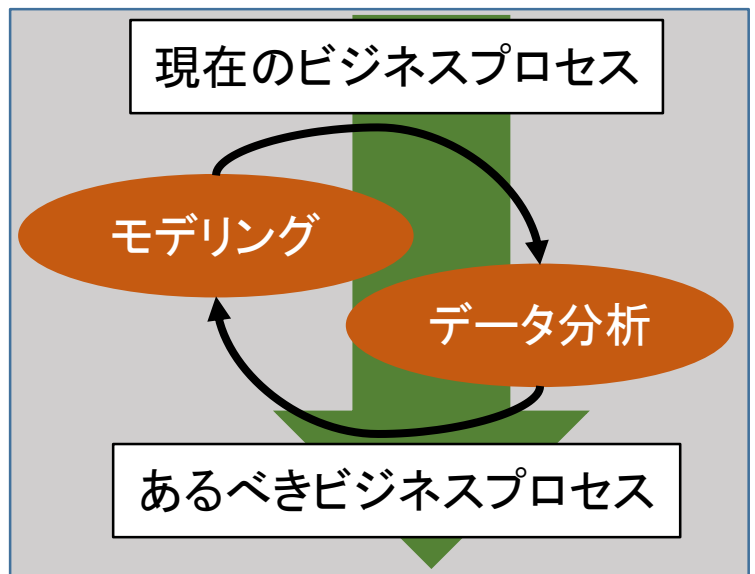 現在のビジネスプロセス
モデリング
データ分析
あるべきビジネスプロセス